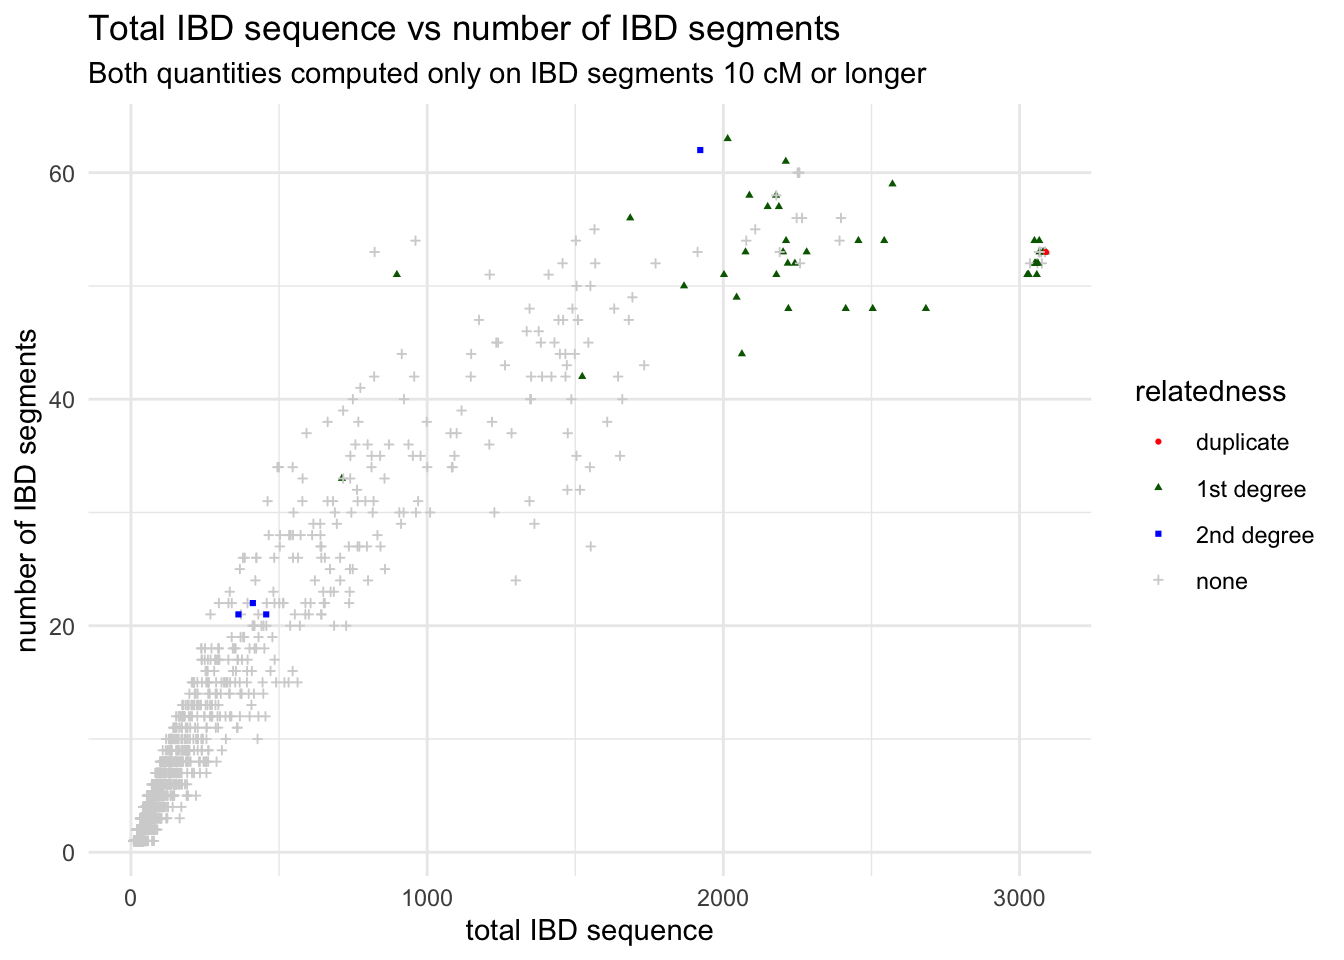 Total IBD sequence vs number of IBD segments
Both quantities computed only on IBD segments 10 cM or longer
number of IBD segments
60
40
20
0
0 1000 2000 3000
total IBD sequence
relatedness
duplicate
1st degree
2nd degree
none